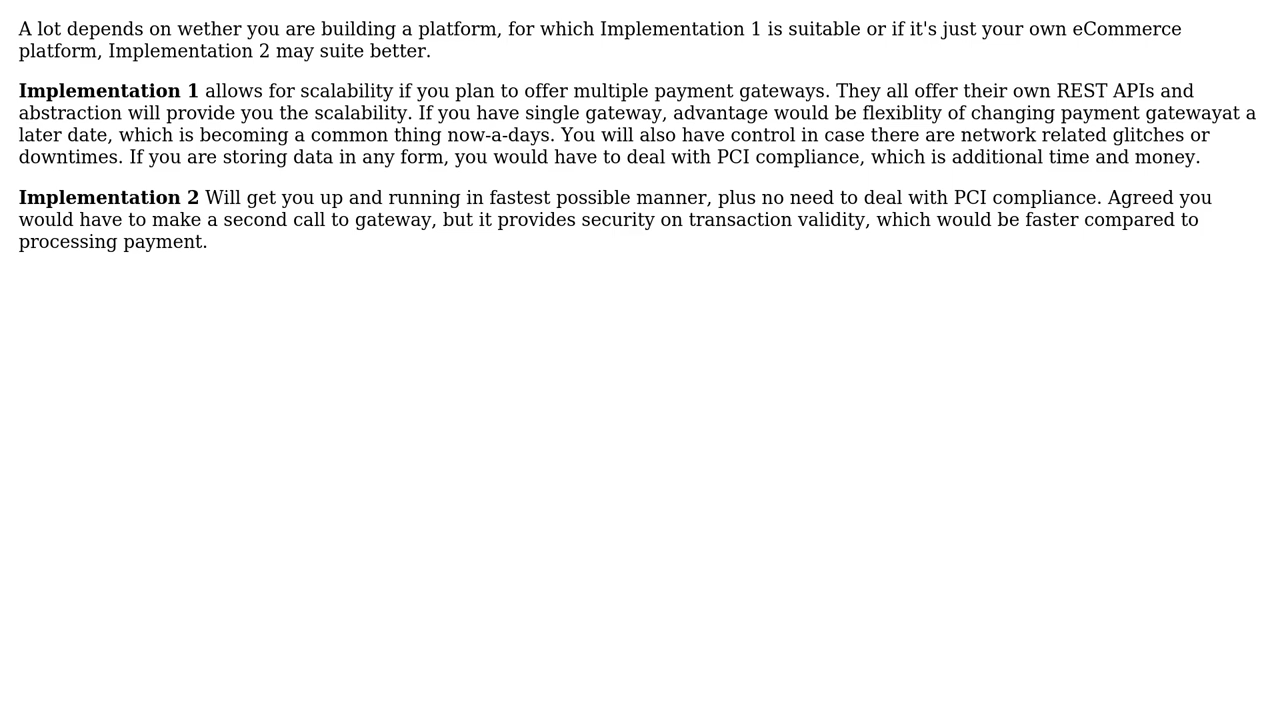 A lot depends on wether you are building a platform, for which Implementation 1 is suitable or if it's just your own eCommerce
platform, Implementation 2 may suite better.
Implementation 1 allows for scalability if you plan to offer multiple payment gateways. They all offer their own REST APIs and
abstraction will provide you the scalability. If you have single gateway, advantage would be flexiblity of changing payment gatewayat a
later date, which is becoming a common thing now-a-days. You will also have control in case there are network related glitches or
downtimes. If you are storing data in any form, you would have to deal with PCI compliance, which is additional time and money.
Implementation 2 Will get you up and running in fastest possible manner, plus no need to deal with PCI compliance. Agreed you
would have to make a second call to gateway, but it provides security on transaction validity, which would be faster compared to
processing payment.